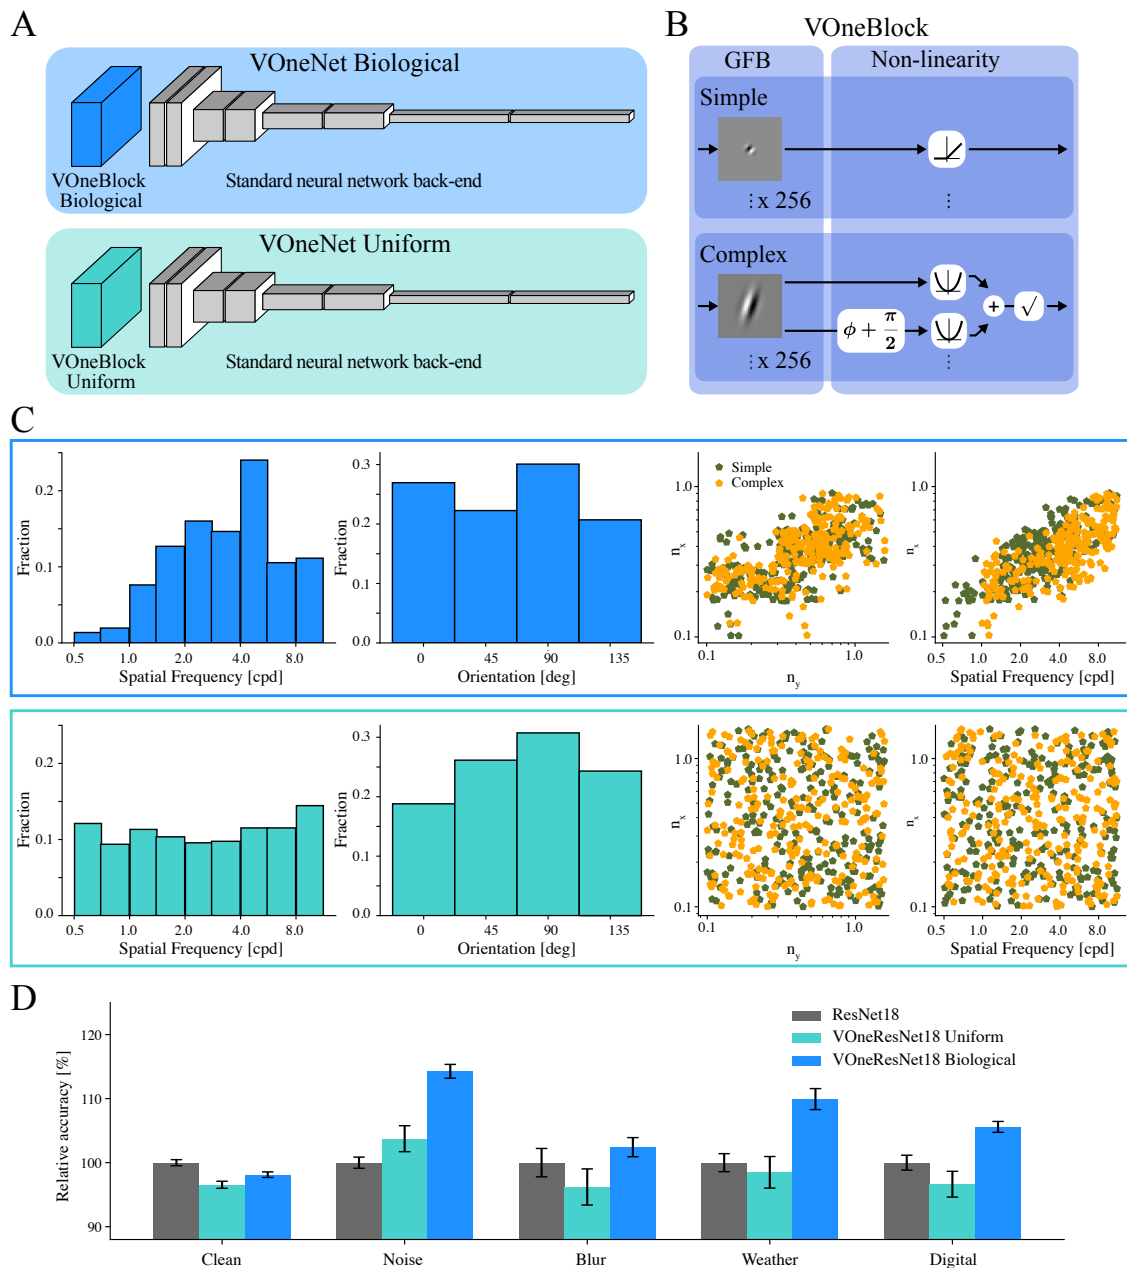 A
VOneNet Biological
VOneBlock
Biological
Standard neural network back-end
VOneNet Uniform
VOneBlock
Uniform
Standard neural network back-end
B
VOneBlock
GFB
Non-linearity
Simple
⋮ x 256
⋮
Complex
ϕ + π/2
+
√
⋮ x 256
⋮
C
Fraction
0.2
0.1
0.0
0.5 1.0 2.0 4.0 8.0
Spatial Frequency [cpd]
Fraction
0.3
0.2
0.1
0.0
0 45 90 135
Orientation [deg]
Simple
Complex
n_x
1.0
0.1
0.1 1.0
n_y
n_x
1.0
0.1
0.5 1.0 2.0 4.0 8.0
Spatial Frequency [cpd]
Fraction
0.2
0.1
0.0
0.5 1.0 2.0 4.0 8.0
Spatial Frequency [cpd]
Fraction
0.3
0.2
0.1
0.0
0 45 90 135
Orientation [deg]
n_x
1.0
0.1
0.1 1.0
n_y
n_x
1.0
0.1
0.5 1.0 2.0 4.0 8.0
Spatial Frequency [cpd]
D
Relative accuracy [%]
120
110
100
90
ResNet18
VOneResNet18 Uniform
VOneResNet18 Biological
Clean Noise Blur Weather Digital